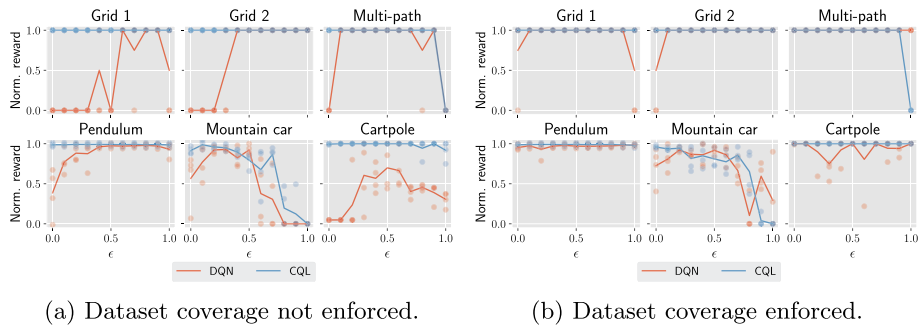 Grid 1 Grid 2 Multi-path
Norm. reward
1.0
0.5
0.0
Pendulum Mountain car Cartpole
Norm. reward
1.0
0.5
0.0
0.0 0.5 1.0 0.0 0.5 1.0 0.0 0.5 1.0
ϵ ϵ ϵ
DQN CQL
(a) Dataset coverage not enforced.
Grid 1 Grid 2 Multi-path
Norm. reward
1.0
0.5
0.0
Pendulum Mountain car Cartpole
Norm. reward
1.0
0.5
0.0
0.0 0.5 1.0 0.0 0.5 1.0 0.0 0.5 1.0
ϵ ϵ ϵ
DQN CQL
(b) Dataset coverage enforced.